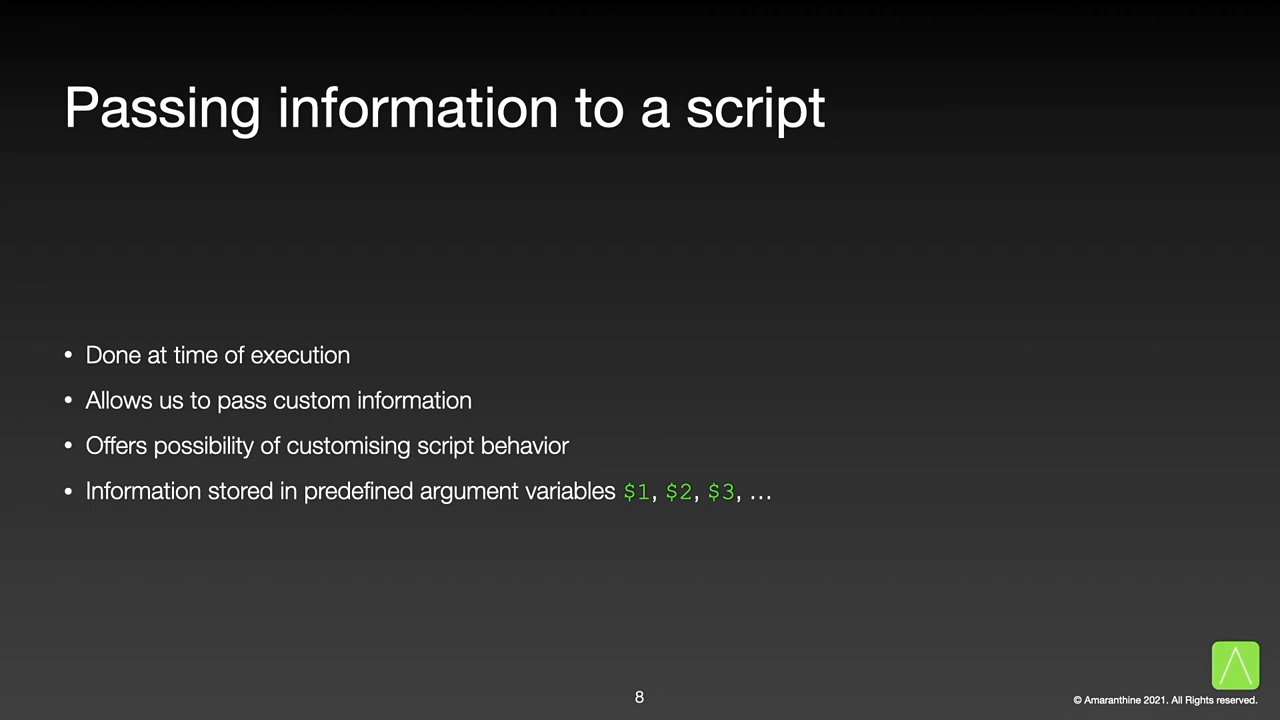 Passing information to a script
• Done at time of execution
• Allows us to pass custom information
• Offers possibility of customising script behavior
• Information stored in predefined argument variables $1, $2, $3, …
8
© Amaranthine 2021. All Rights reserved.